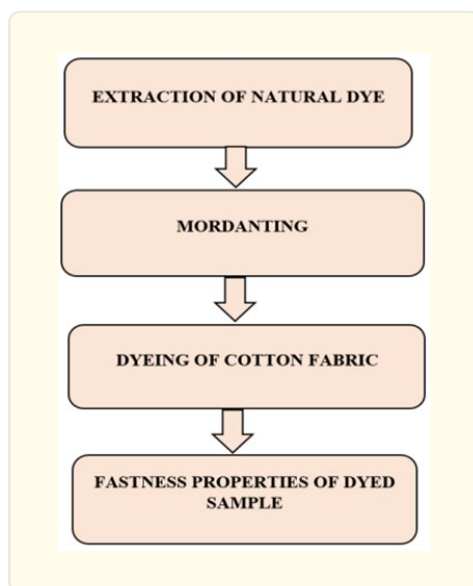 EXTRACTION OF NATURAL DYE
MORDANTING
DYEING OF COTTON FABRIC
FASTNESS PROPERTIES OF DYED
SAMPLE